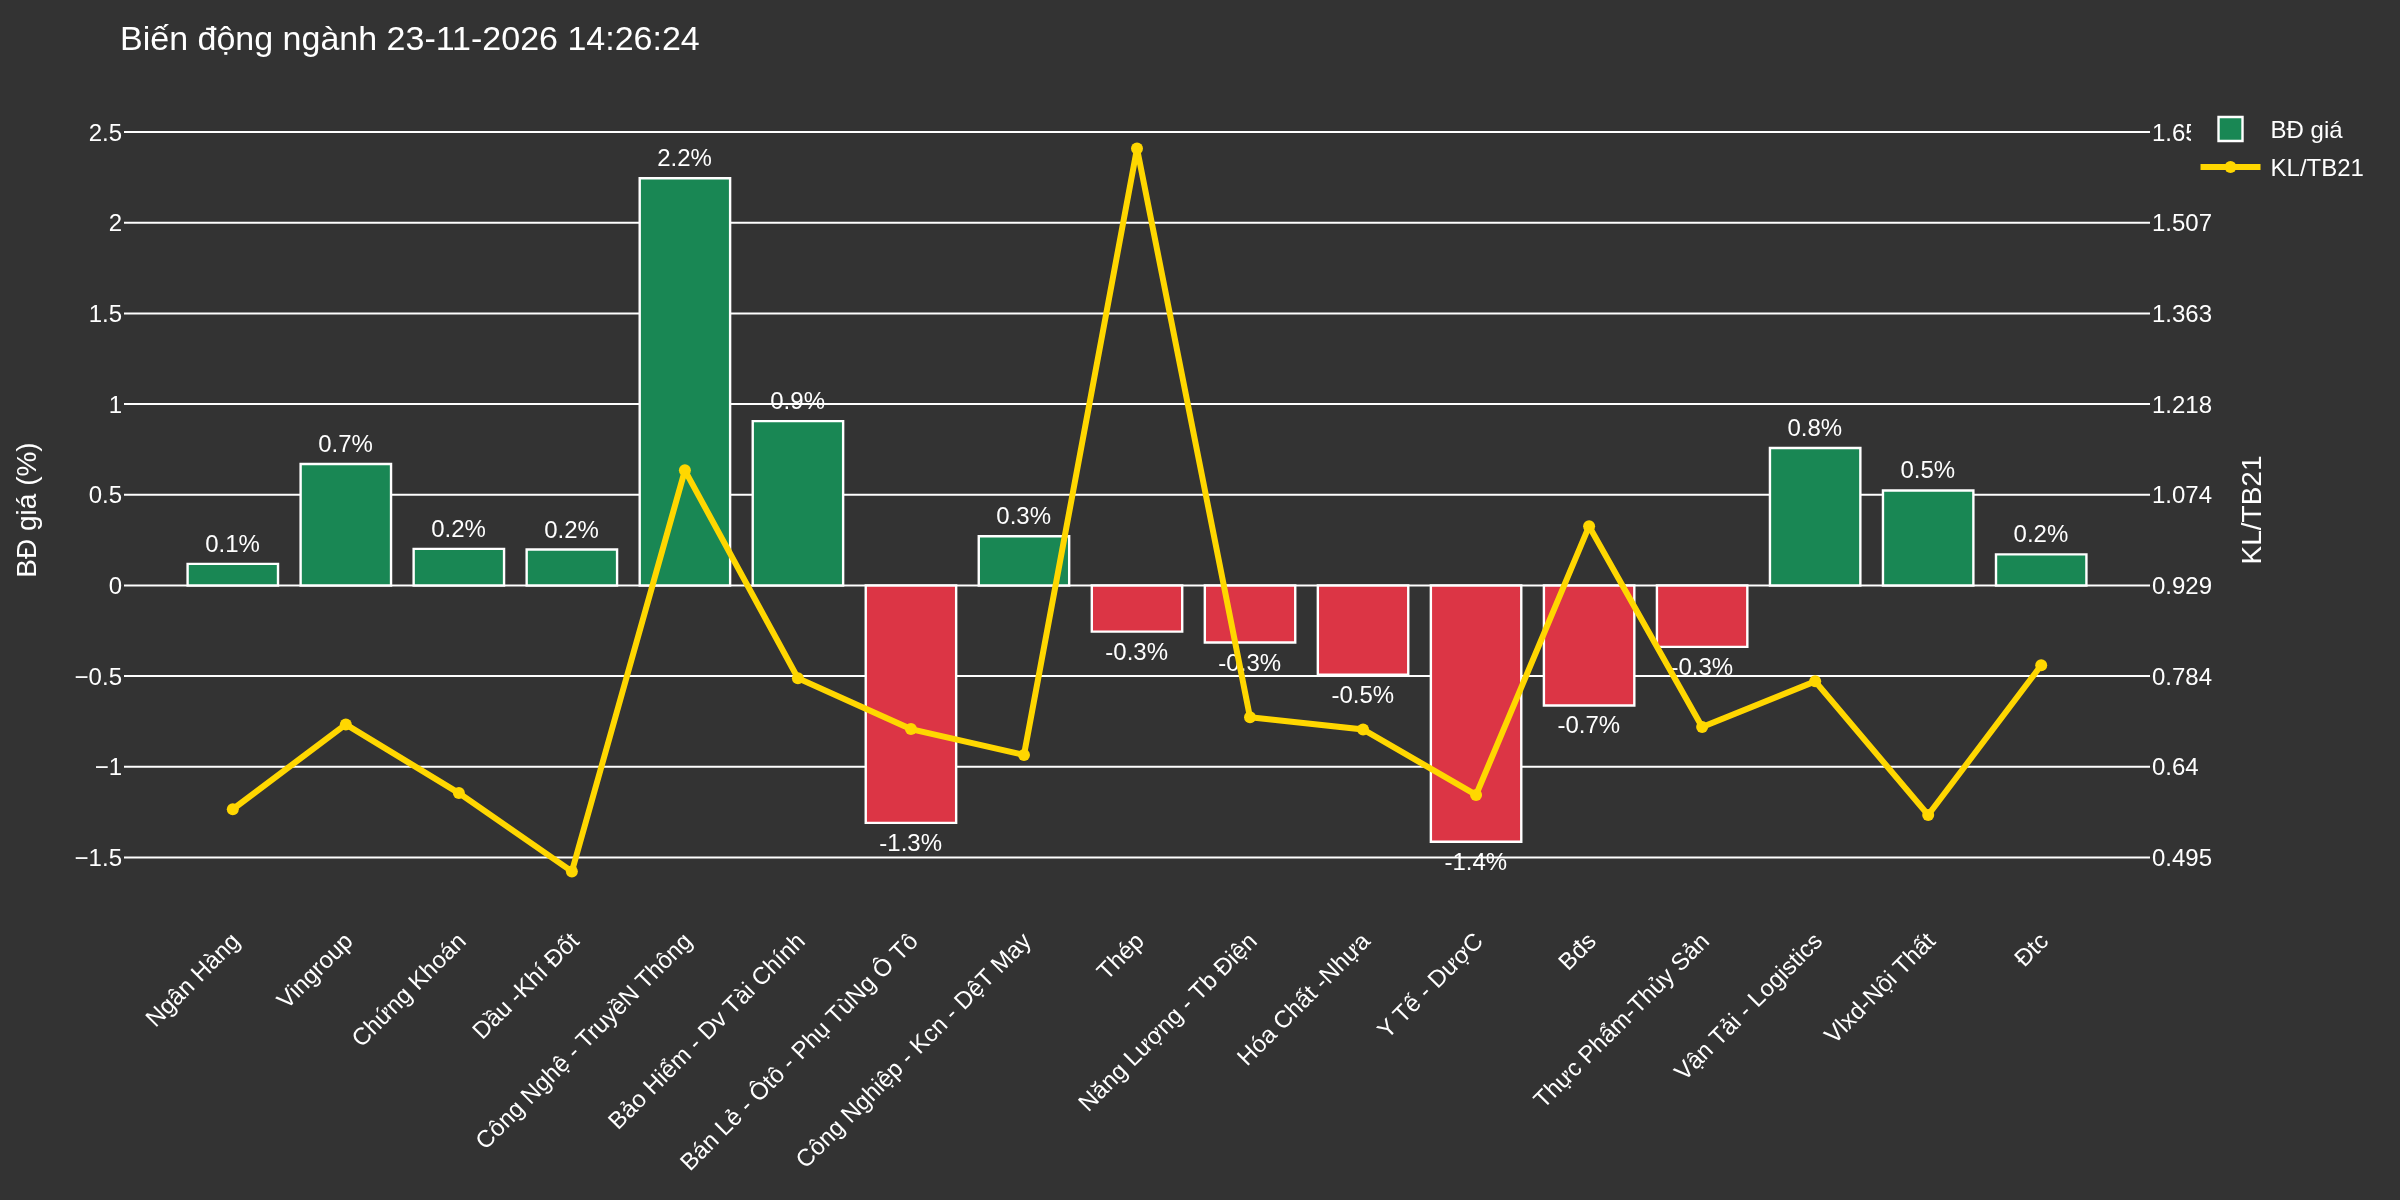 Biến động ngành 23-11-2026 14:26:24
BĐ giá
KL/TB21
2.5
2
1.5
1
0.5
0
−0.5
−1
−1.5
BĐ giá (%)
0.1%
0.7%
0.2%
0.2%
2.2%
0.9%
-1.3%
0.3%
-0.3%
-0.3%
-0.5%
-1.4%
-0.7%
-0.3%
0.8%
0.5%
0.2%
1.507
1.363
1.218
1.074
0.929
0.784
0.64
0.495
KL/TB21
Ngân Hàng
Vingroup
Chứng Khoán
Dầu -Khí Đốt
Công Nghệ - TruyềN Thông
Bảo Hiểm - Dv Tài Chính
Bán Lẻ - Ôtô - Phụ TùNg Ô Tô
Công Nghiệp - Kcn - DệT May
Thép
Năng Lượng - Tb Điện
Hóa Chất -Nhựa
Y Tế - DượC
Bđs
Thực Phẩm-Thủy Sản
Vận Tải - Logistics
Vlxd-Nội Thất
Đtc